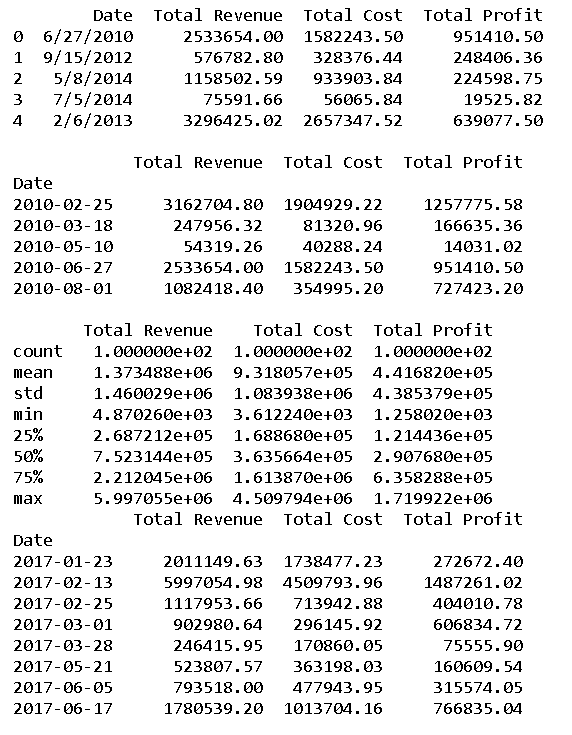 Date Total Revenue Total Cost Total Profit
0 6/27/2010 2533654.00 1582243.50 951410.50
1 9/15/2012 576782.80 328376.44 248406.36
2 5/8/2014 1158502.59 933903.84 224598.75
3 7/5/2014 75591.66 56065.84 19525.82
4 2/6/2013 3296425.02 2657347.52 639077.50
Total Revenue Total Cost Total Profit
Date
2010-02-25 3162704.80 1904929.22 1257775.58
2010-03-18 247956.32 81320.96 166635.36
2010-05-10 54319.26 40288.24 14031.02
2010-06-27 2533654.00 1582243.50 951410.50
2010-08-01 1082418.40 354995.20 727423.20
Total Revenue Total Cost Total Profit
count 1.000000e+02 1.000000e+02 1.000000e+02
mean 1.373488e+06 9.318057e+05 4.416820e+05
std 1.460029e+06 1.083938e+06 4.385379e+05
min 4.870260e+03 3.612240e+03 1.258020e+03
25% 2.687212e+05 1.688680e+05 1.214436e+05
50% 7.523144e+05 3.635664e+05 2.907680e+05
75% 2.212045e+06 1.613870e+06 6.358288e+05
max 5.997055e+06 4.509794e+06 1.719922e+06
Total Revenue Total Cost Total Profit
Date
2017-01-23 2011149.63 1738477.23 272672.40
2017-02-13 5997054.98 4509793.96 1487261.02
2017-02-25 1117953.66 713942.88 404010.78
2017-03-01 902980.64 296145.92 606834.72
2017-03-28 246415.95 170860.05 75555.90
2017-05-21 523807.57 363198.03 160609.54
2017-06-05 793518.00 477943.95 315574.05
2017-06-17 1780539.20 1013704.16 766835.04